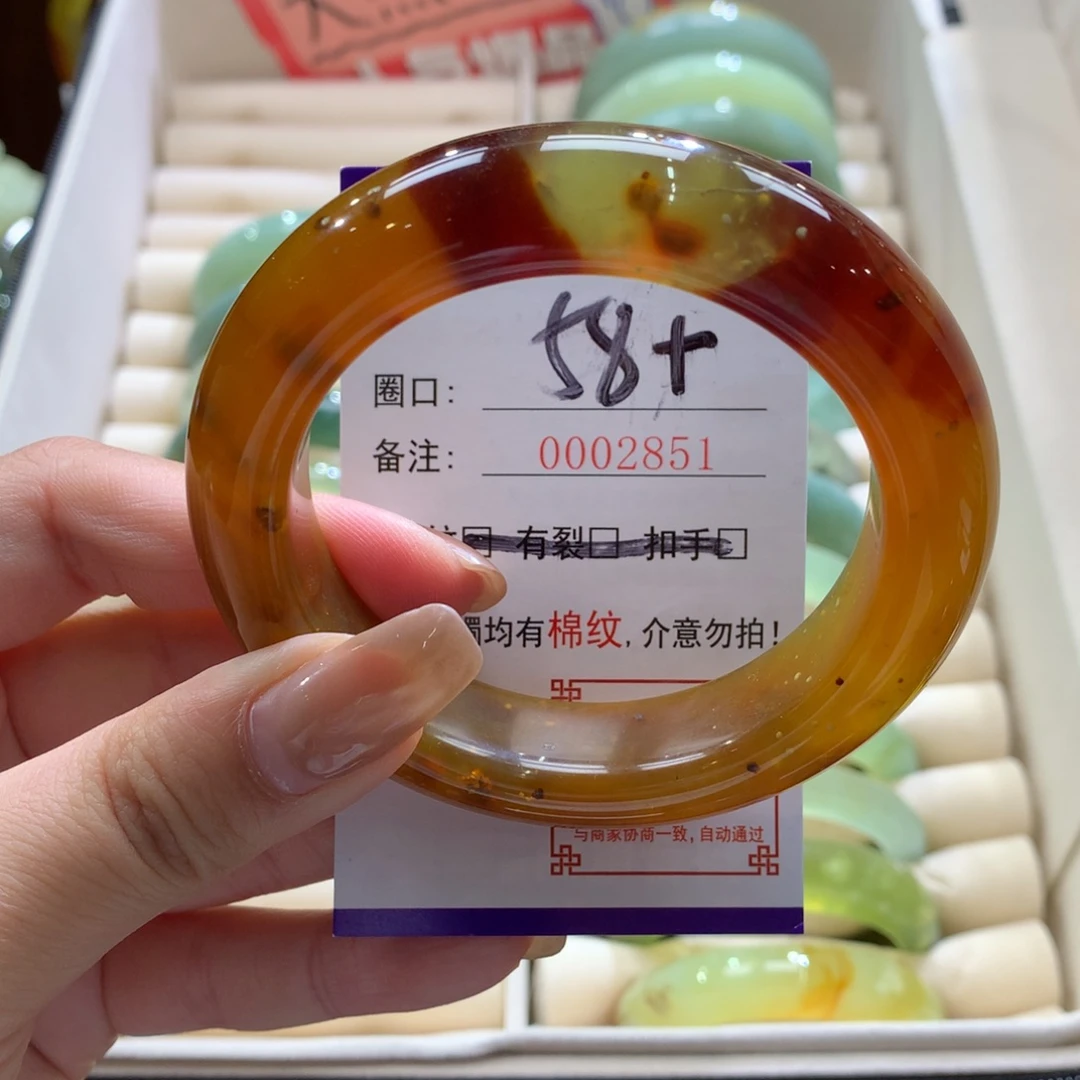 圈口: 58+
备注: 0002851
□ 有裂□ 扣手□
镯均有棉纹, 介意勿拍!
与商家协商一致, 自动通过